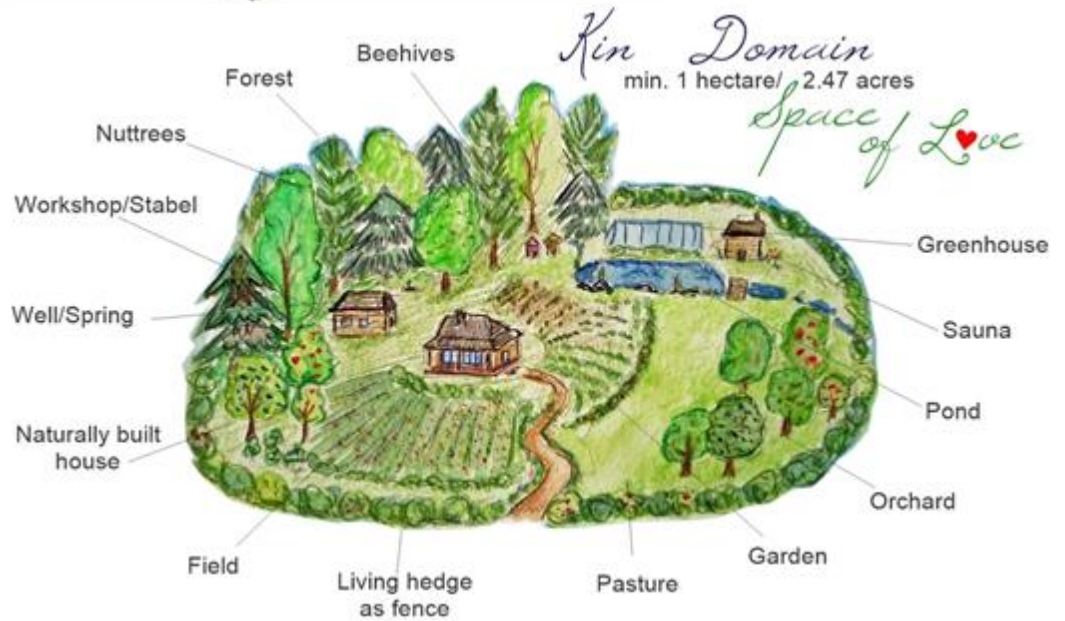 Kin Domain
min. 1 hectare/ 2.47 acres
Space
of Love
Beehives
Forest
Nuttrees
Workshop/Stabel
Well/Spring
Naturally built
house
Field
Living hedge
as fence
Pasture
Garden
Orchard
Pond
Sauna
Greenhouse